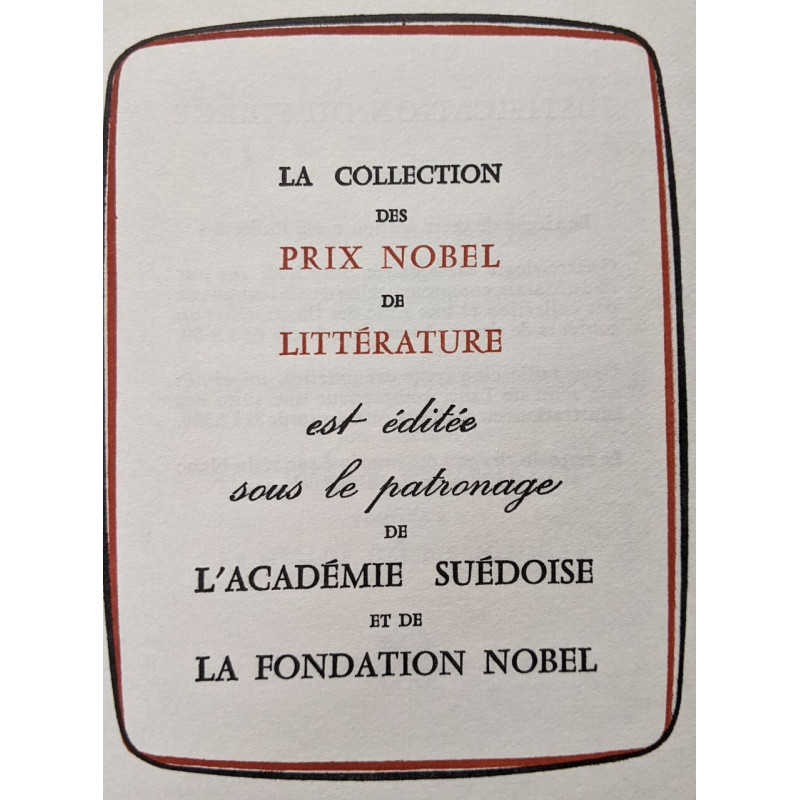 LA COLLECTION
DES
PRIX NOBEL
DE
LITTÉRATURE
est éditée
sous le patronage
DE
L'ACADÉMIE SUÉDOISE
ET DE
LA FONDATION NOBEL